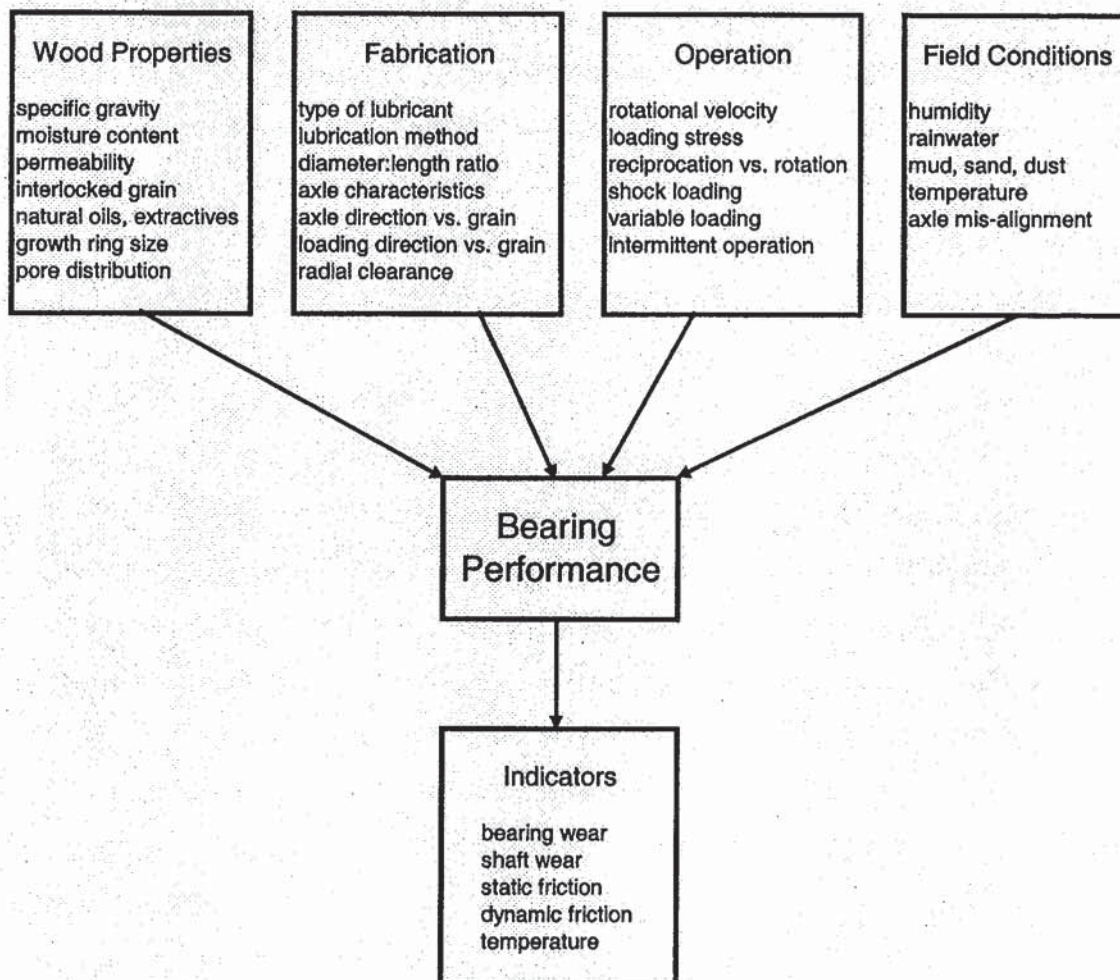 Wood Properties
specific gravity
moisture content
permeability
interlocked grain
natural oils, extractives
growth ring size
pore distribution
Fabrication
type of lubricant
lubrication method
diameter:length ratio
axle characteristics
axle direction vs. grain
loading direction vs. grain
radial clearance
Operation
rotational velocity
loading stress
reciprocation vs. rotation
shock loading
variable loading
intermittent operation
Field Conditions
humidity
rainwater
mud, sand, dust
temperature
axle mis-alignment
Bearing
Performance
Indicators
bearing wear
shaft wear
static friction
dynamic friction
temperature